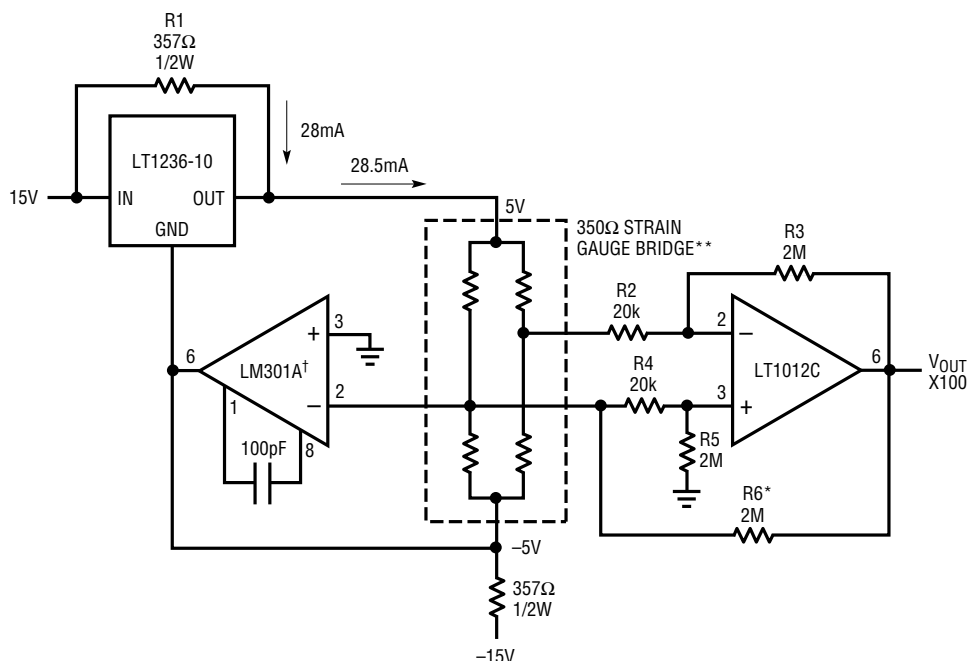 R1
357Ω
1/2W
28mA
LT1236-10
28.5mA
15V
IN
OUT
GND
5V
350Ω STRAIN
GAUGE BRIDGE**
R3
2M
R2
20k
2
−
LT1012C
6
VOUT
X100
R4
20k
3
+
R5
2M
R6*
2M
6
LM301A†
+
3
−
2
1
8
100pF
–5V
357Ω
1/2W
–15V